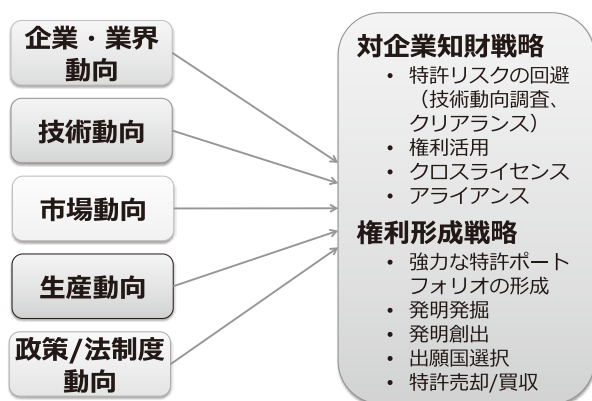 企業・業界
動向
技術動向
市場動向
生産動向
政策/法制度
動向
対企業知財戦略
• 特許リスクの回避
（技術動向調査、
クリアランス）
• 権利活用
• クロスライセンス
• アライアンス
権利形成戦略
• 強力な特許ポート
フォリオの形成
• 発明発掘
• 発明創出
• 出願国選択
• 特許売却/買収